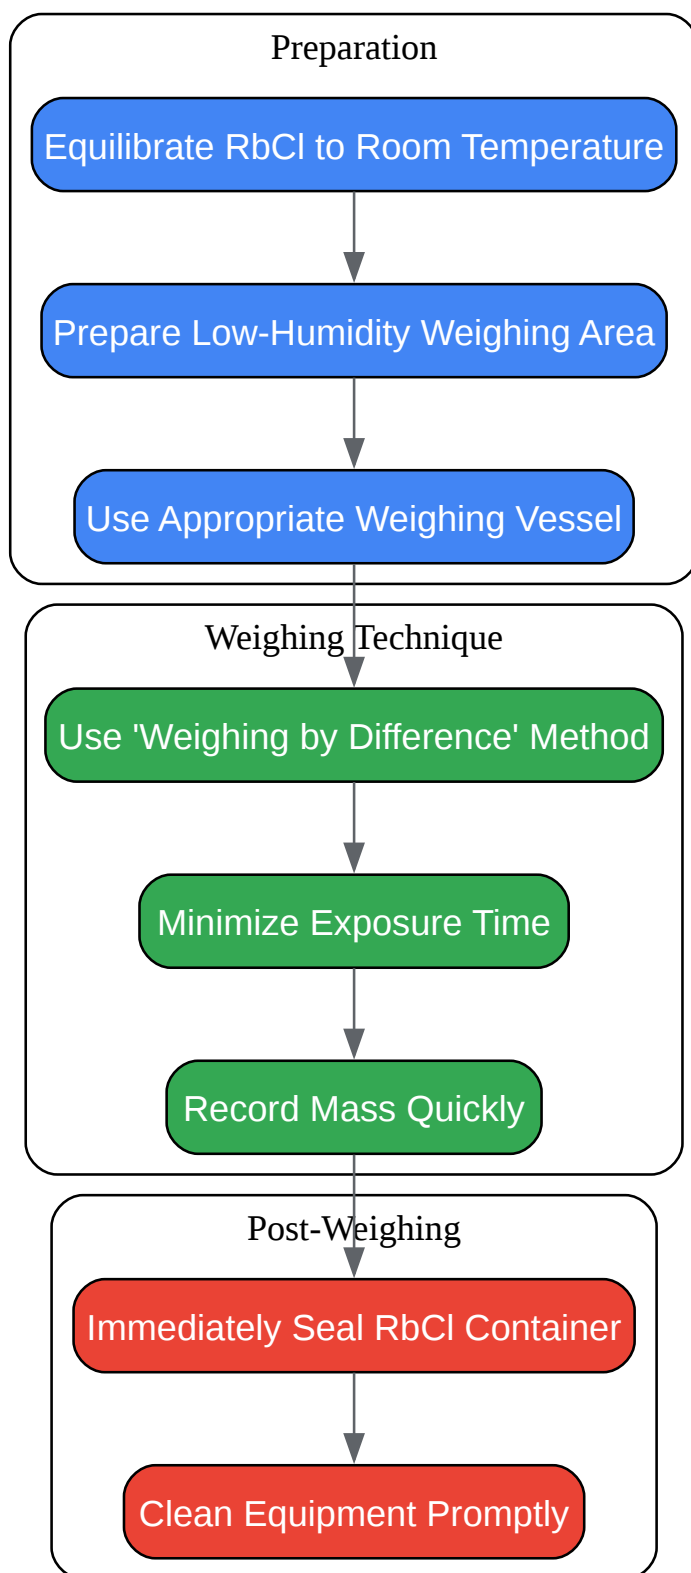 Preparation
Equilibrate RbCl to Room Temperature
Prepare Low-Humidity Weighing Area
Use Appropriate Weighing Vessel
Weighing Technique
Use 'Weighing by Difference' Method
Minimize Exposure Time
Record Mass Quickly
Post-Weighing
Immediately Seal RbCl Container
Clean Equipment Promptly